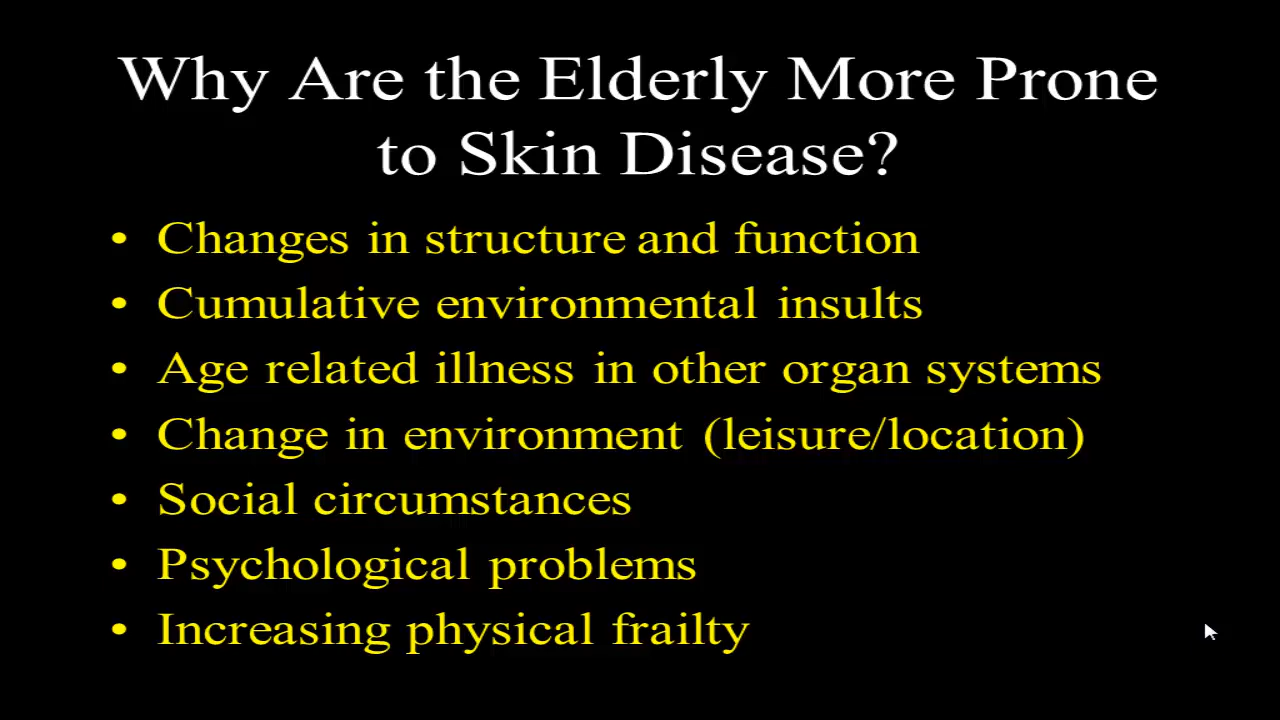 Why Are the Elderly More Prone
to Skin Disease?
• Changes in structure and function
• Cumulative environmental insults
• Age related illness in other organ systems
• Change in environment (leisure/location)
• Social circumstances
• Psychological problems
• Increasing physical frailty